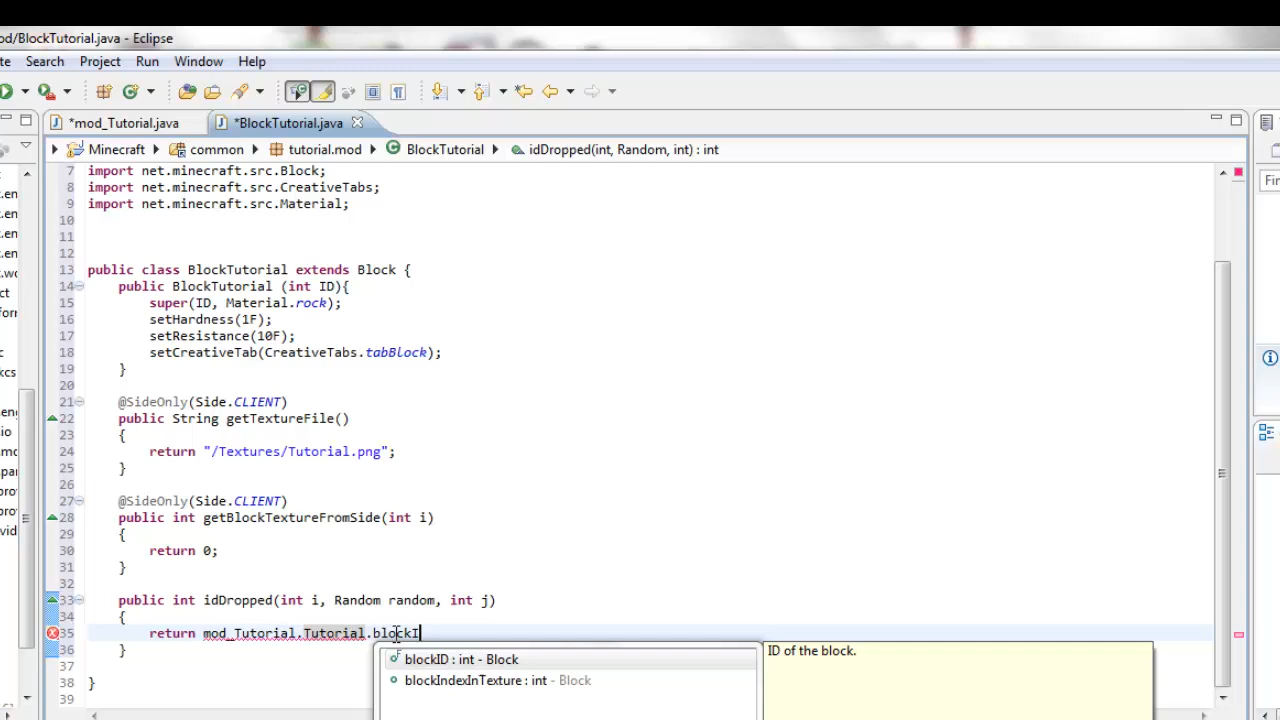 od/BlockTutorial.java - Eclipse
te Search Project Run Window Help
*mod_Tutorial.java *BlockTutorial.java
Minecraft common tutorial.mod BlockTutorial idDropped(int, Random, int) : int
7 import net.minecraft.src.Block;
8 import net.minecraft.src.CreativeTabs;
9 import net.minecraft.src.Material;
10
11
12
13 public class BlockTutorial extends Block {
14 public BlockTutorial (int ID){
15 super(ID, Material.rock);
16 setHardness(1F);
17 setResistance(10F);
18 setCreativeTab(CreativeTabs.tabBlock);
19 }
20
21 @SideOnly(Side.CLIENT)
22 public String getTextureFile()
23 {
24 return "/Textures/Tutorial.png";
25 }
26
27 @SideOnly(Side.CLIENT)
28 public int getBlockTextureFromSide(int i)
29 {
30 return 0;
31 }
32
33 public int idDropped(int i, Random random, int j)
34 {
35 return mod_Tutorial.Tutorial.blockI
36 }
37
38 }
39
blockID : int - Block
blockIndexInTexture : int - Block
ID of the block.
Fin